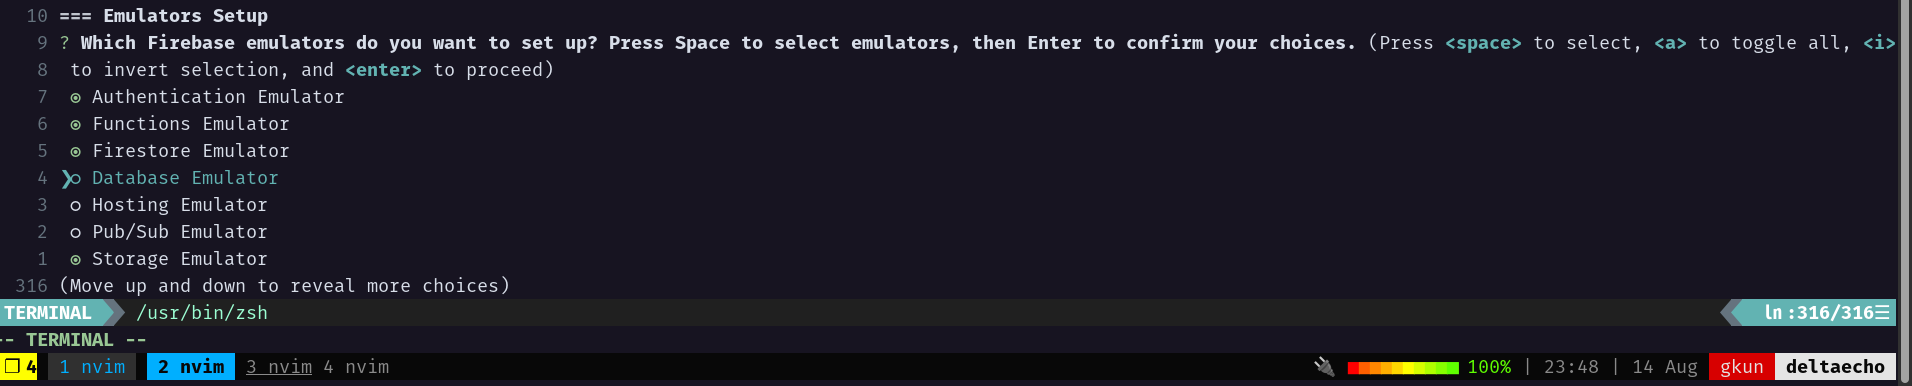 10 === Emulators Setup
9 ? Which Firebase emulators do you want to set up? Press Space to select emulators, then Enter to confirm your choices. (Press <space> to select, <a> to toggle all, <i>
8 to invert selection, and <enter> to proceed)
7 ◉ Authentication Emulator
6 ◉ Functions Emulator
5 ◉ Firestore Emulator
4 ❯◯ Database Emulator
3 ◯ Hosting Emulator
2 ◯ Pub/Sub Emulator
1 ◉ Storage Emulator
316 (Move up and down to reveal more choices)
TERMINAL /usr/bin/zsh ln:316/316☰
-- TERMINAL --
❐ 4 1 nvim 2 nvim 3 nvim 4 nvim 🔌 100% | 23:48 | 14 Aug gkun deltaecho